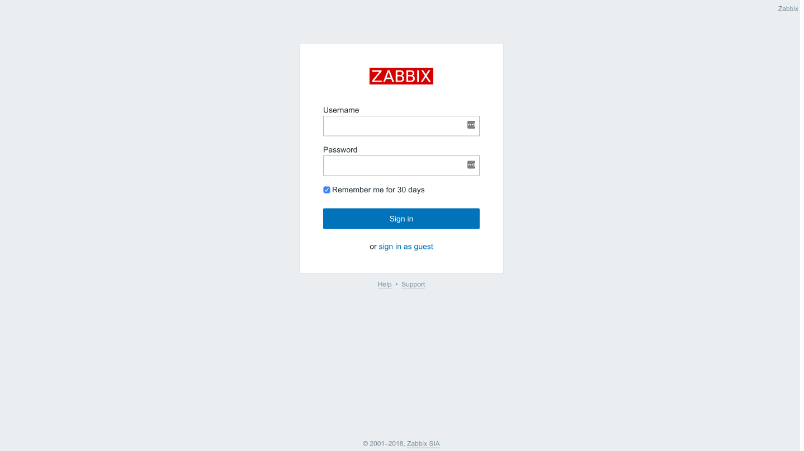 Zabbix
ZABBIX
Username
Password
Remember me for 30 days
Sign in
or sign in as guest
Help • Support
© 2001–2018, Zabbix SIA